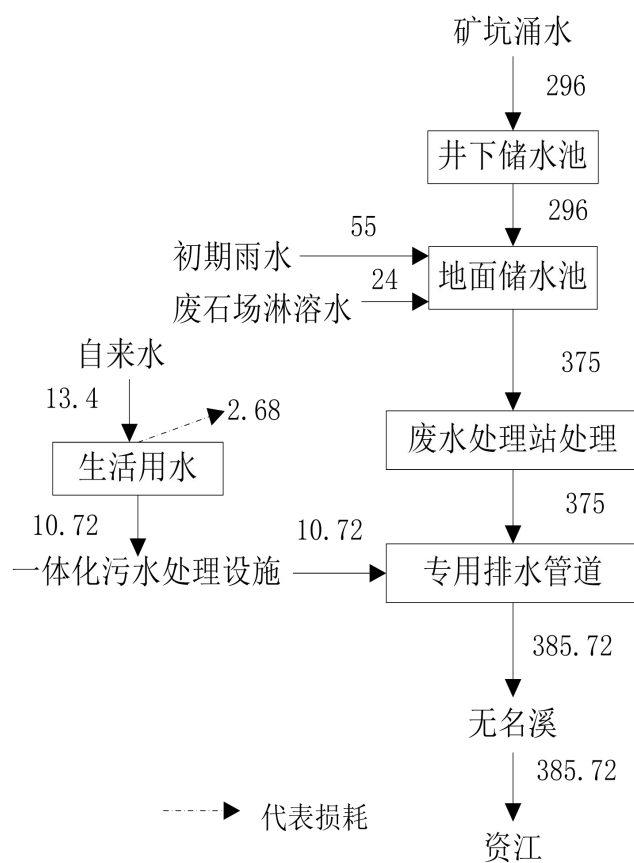 矿坑涌水
296
井下储水池
296
55
初期雨水
地面储水池
24
废石场淋溶水
自来水
375
13.4
2.68
废水处理站处理
生活用水
375
10.72
10.72
一体化污水处理设施
专用排水管道
385.72
无名溪
385.72
代表损耗
资江